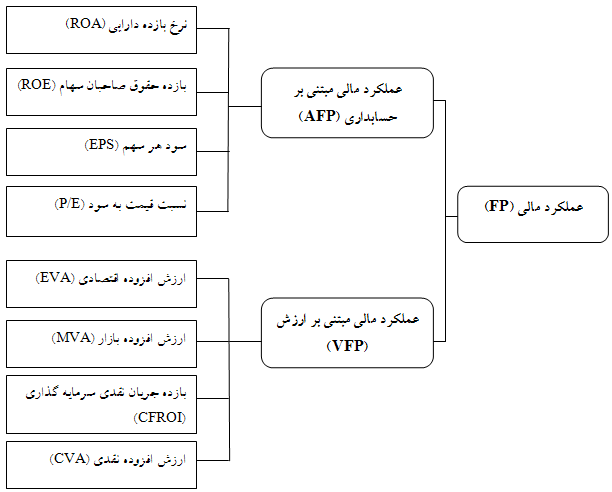 عملکرد مالی (FP)
عملکرد مالی مبتنی بر
حسابداری (AFP)
نرخ بازده دارایی (ROA)
بازده حقوق صاحبان سهام (ROE)
سود هر سهم (EPS)
نسبت قیمت به سود (P/E)
عملکرد مالی مبتنی بر ارزش
(VFP)
ارزش افزوده اقتصادی (EVA)
ارزش افزوده بازار (MVA)
بازده جریان نقدی سرمایه گذاری
(CFROI)
ارزش افزوده نقدی (CVA)